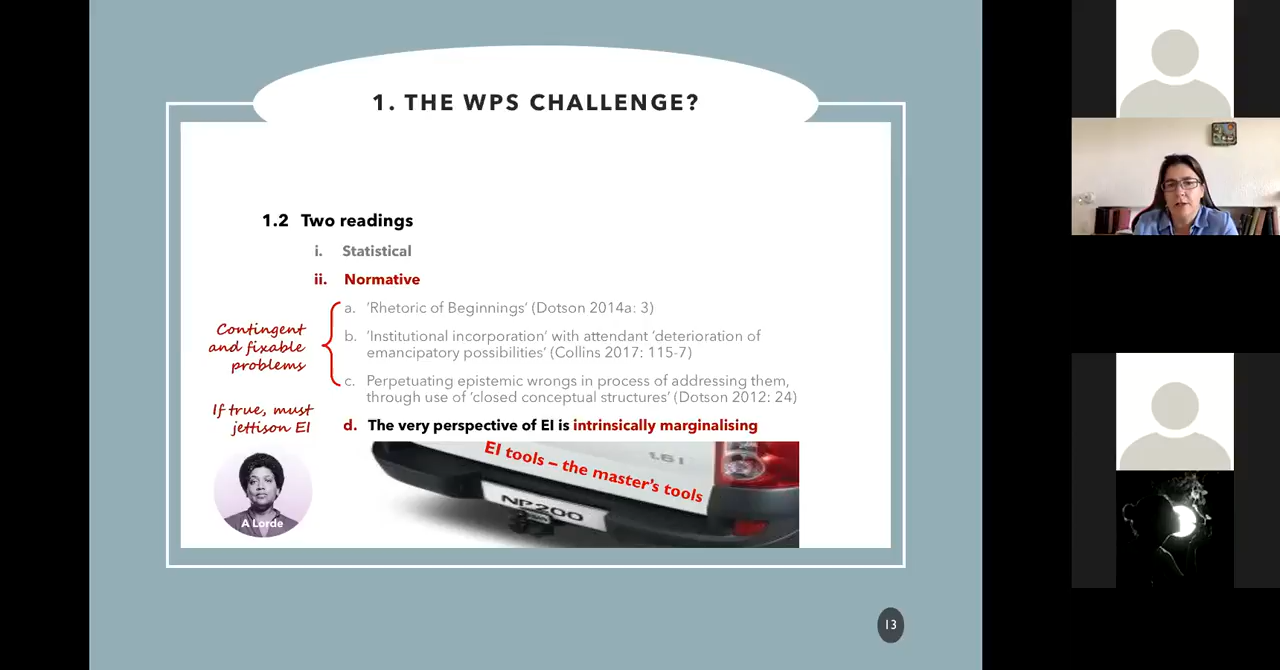 1. THE WPS CHALLENGE?
1.2 Two readings
i. Statistical
ii. Normative
a. ‘Rhetoric of Beginnings’ (Dotson 2014a: 3)
b. ‘Institutional incorporation’ with attendant ‘deterioration of
emancipatory possibilities’ (Collins 2017: 115-7)
c. Perpetuating epistemic wrongs in process of addressing them,
through use of ‘closed conceptual structures’ (Dotson 2012: 24)
Contingent
and fixable
problems
If true, must
jettison EI
d. The very perspective of EI is intrinsically marginalising
EI tools – the master's tools
1.6i
NP200
A Lorde
13